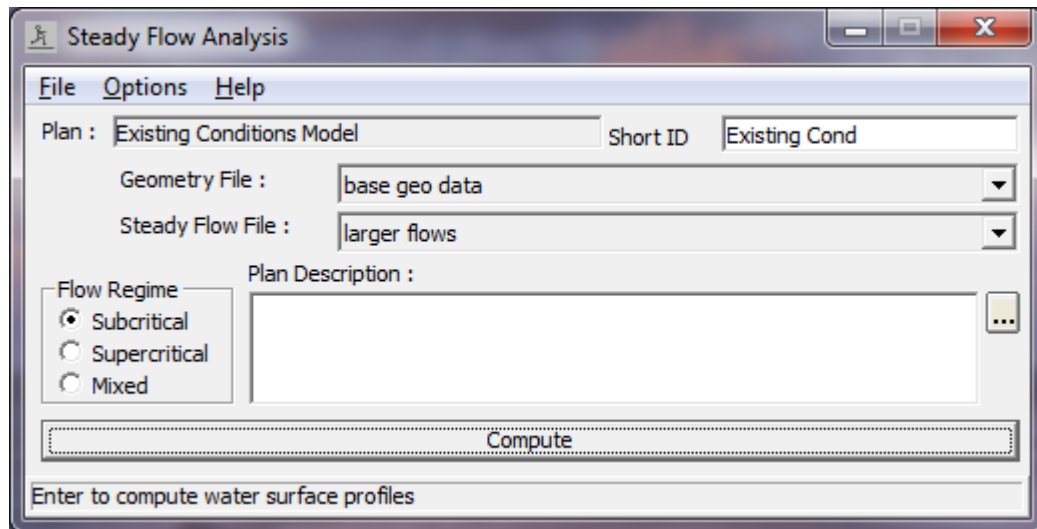 Steady Flow Analysis
File Options Help
Plan : Existing Conditions Model Short ID Existing Cond
Geometry File : base geo data
Steady Flow File : larger flows
Plan Description :
Flow Regime
Subcritical
...
Supercritical
Mixed
Compute
Enter to compute water surface profiles